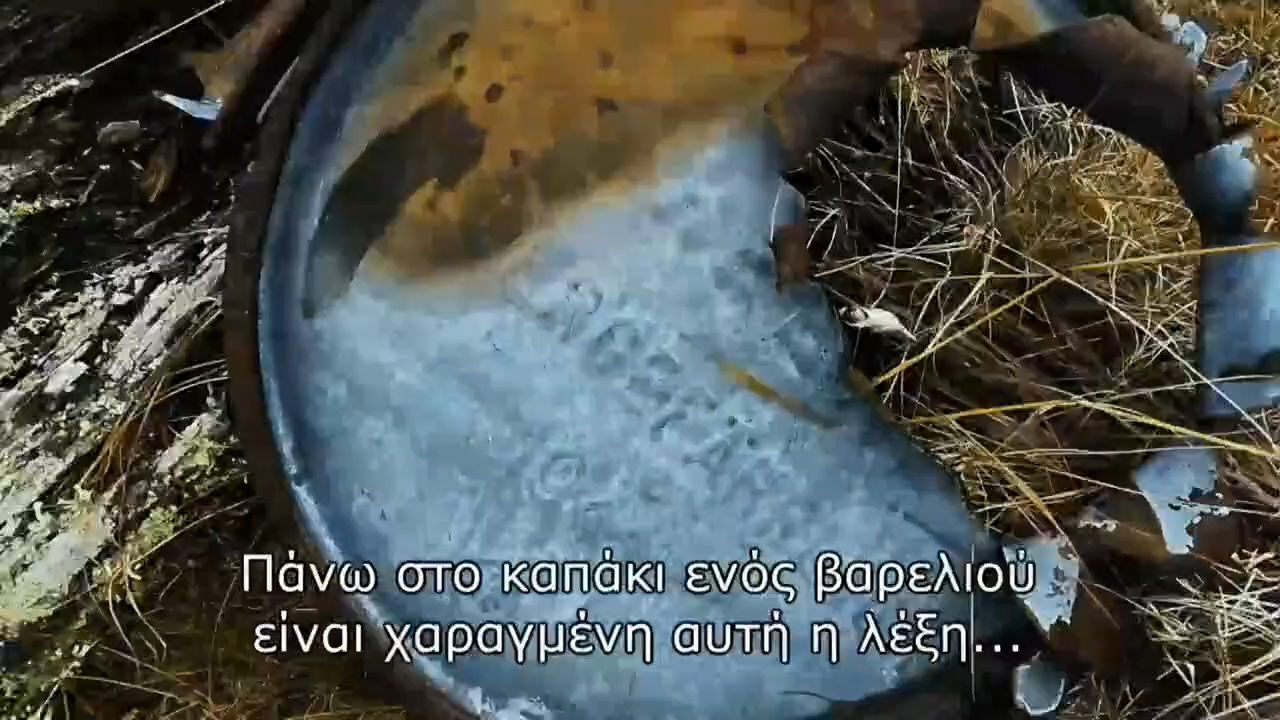 Πάνω στο καπάκι ενός βαρελιού
είναι χαραγμένη αυτή η λέξη...